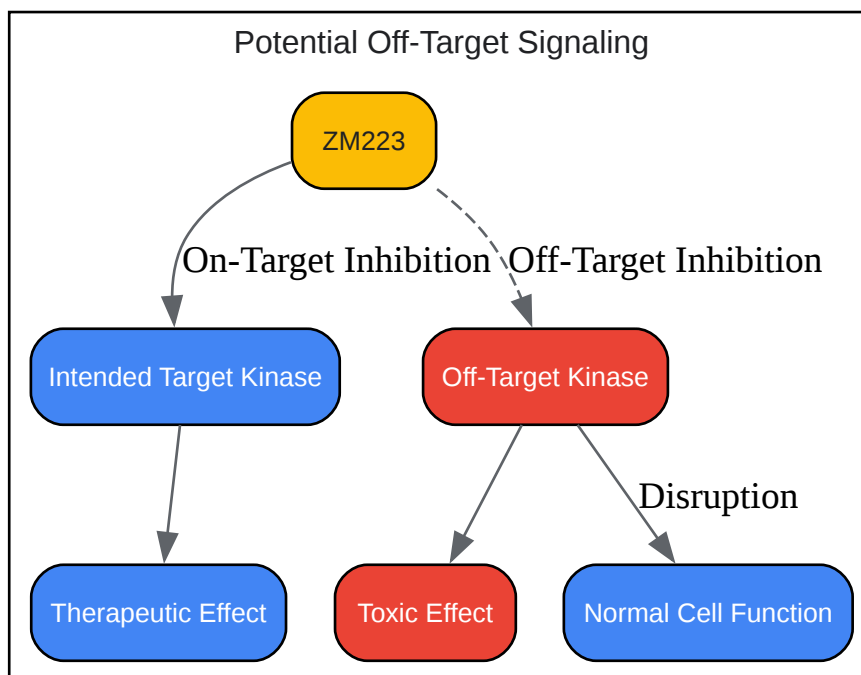 Potential Off-Target Signaling
ZM223
On-Target Inhibition
Off-Target Inhibition
Intended Target Kinase
Off-Target Kinase
Disruption
Therapeutic Effect
Toxic Effect
Normal Cell Function